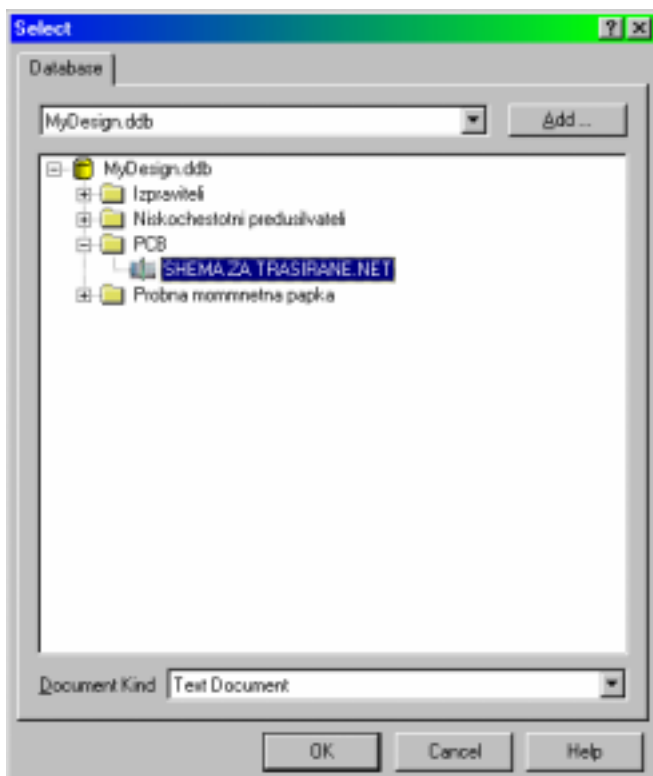 Select
Database
MyDesign.ddb
Add ...
MyDesign.ddb
Izpraviteli
Niskochestotni predusilvateli
PCB
SHEMA ZA TRASIRANE.NET
Probna mommnetna papka
Document Kind Text Document
OK Cancel Help